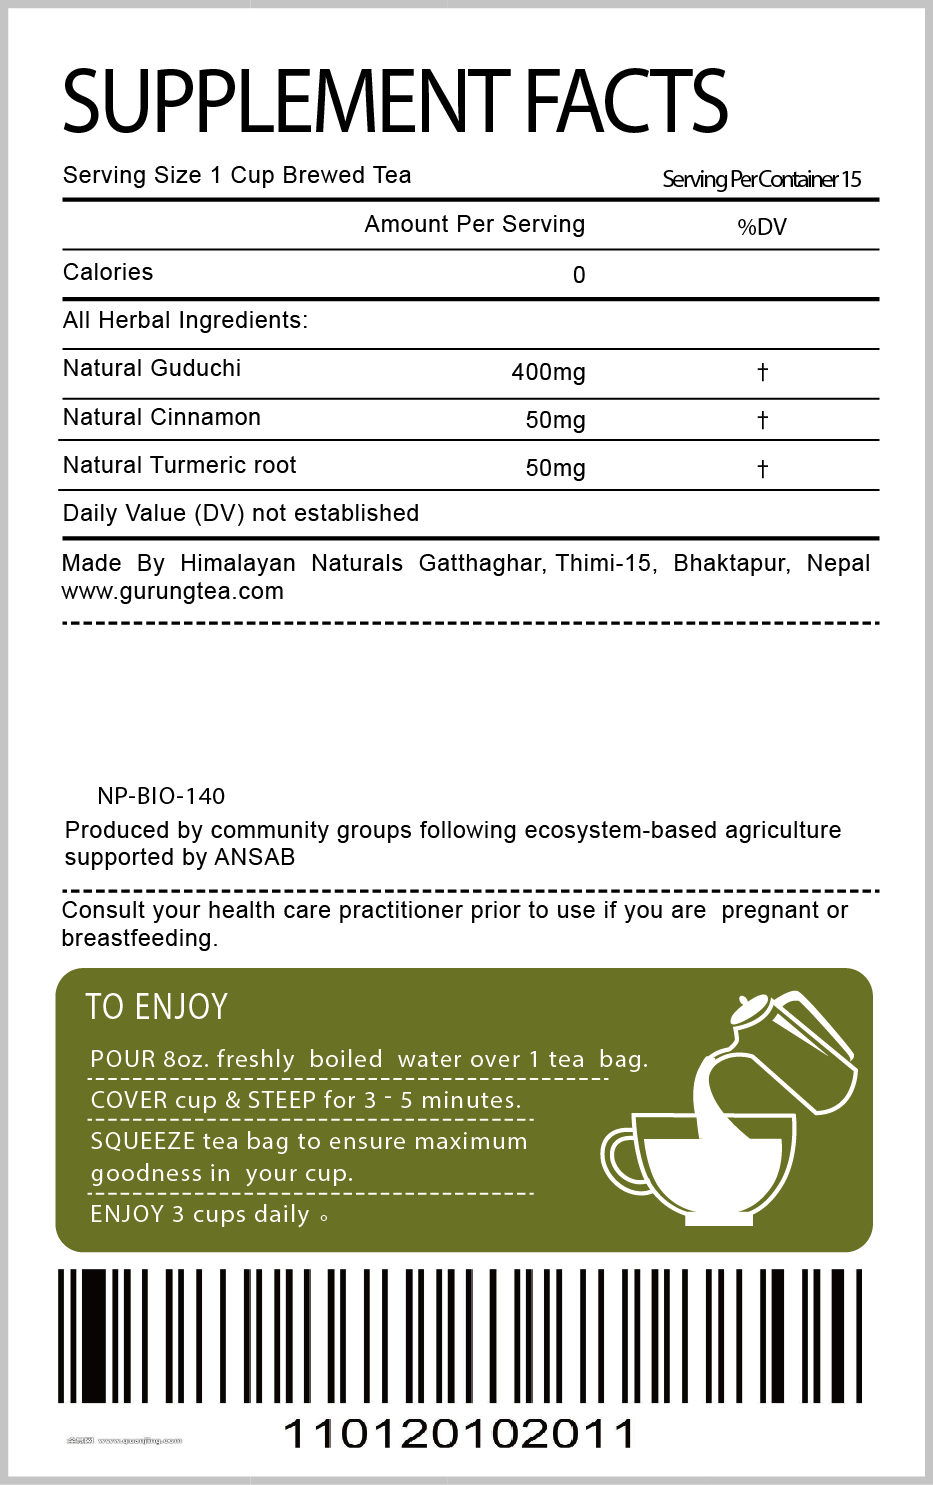 SUPPLEMENT FACTS
Serving Size 1 Cup Brewed Tea Serving Per Container 15
Amount Per Serving %DV
Calories 0
All Herbal Ingredients:
Natural Guduchi 400mg †
Natural Cinnamon 50mg †
Natural Turmeric root 50mg †
Daily Value (DV) not established
Made By Himalayan Naturals Gatthaghar, Thimi-15, Bhaktapur, Nepal
www.gurungtea.com
NP-BIO-140
Produced by community groups following ecosystem-based agriculture
supported by ANSAB
Consult your health care practitioner prior to use if you are pregnant or
breastfeeding.
TO ENJOY
POUR 8oz. freshly boiled water over 1 tea bag.
COVER cup & STEEP for 3 - 5 minutes.
SQUEEZE tea bag to ensure maximum
goodness in your cup.
ENJOY 3 cups daily 。
110120102011
www.quanjing.com